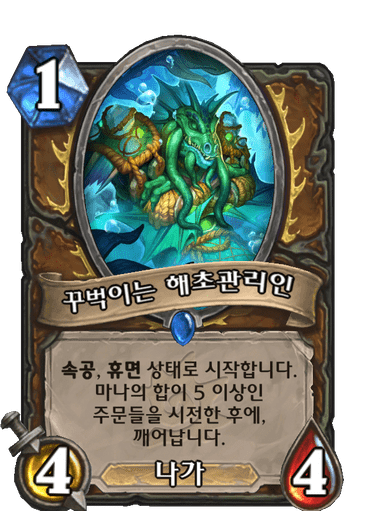 1
꾸벅이는 해초관리인
속공, 휴면 상태로 시작합니다.
마나의 합이 5 이상인
주문들을 시전한 후에,
깨어납니다.
4
나가
4